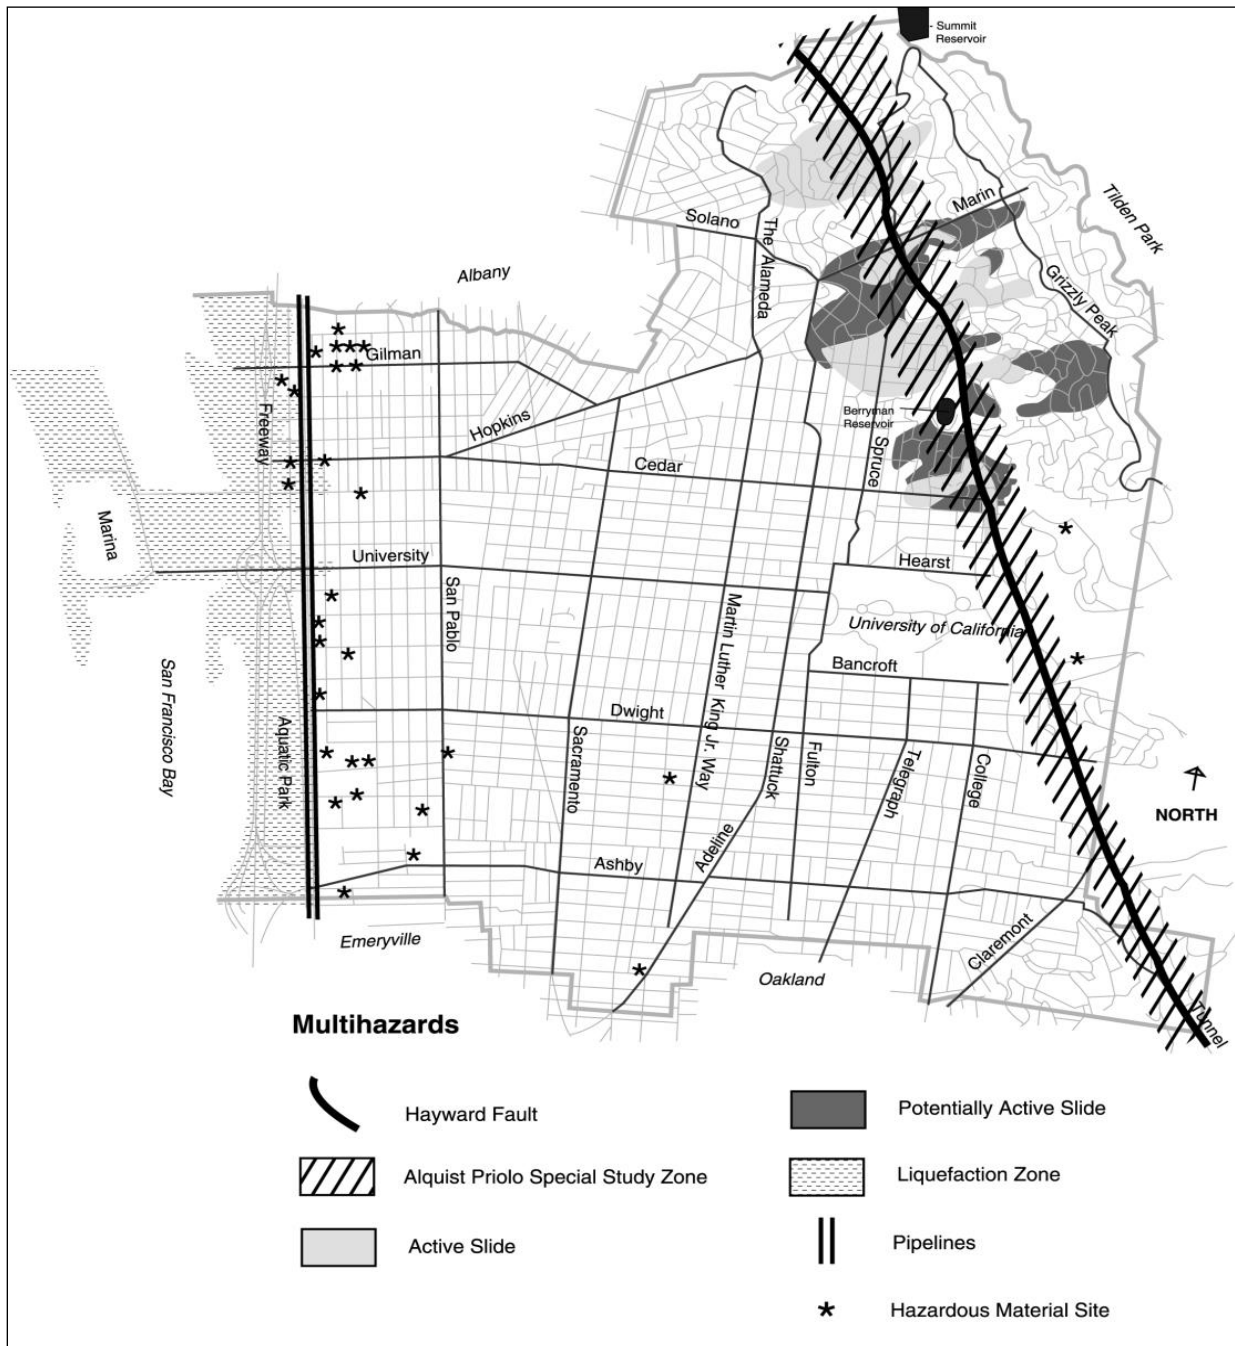 Summit
Reservoir
Tilden Park
Marin
Solano
The Alameda
Grizzly Peak
Albany
Gilman
Freeway
Hopkins
Berryman
Reservoir
Spruce
Cedar
Marina
University
Hearst
San Pablo
Martin Luther King Jr. Way
University of California
Bancroft
San Francisco Bay
Aquatic Park
Dwight
Sacramento
Shattuck
Fulton
Telegraph
College
NORTH
Adeline
Ashby
Emeryville
Claremont
Oakland
Tunnel
Multihazards
Hayward Fault
Potentially Active Slide
Alquist Priolo Special Study Zone
Liquefaction Zone
Active Slide
Pipelines
Hazardous Material Site